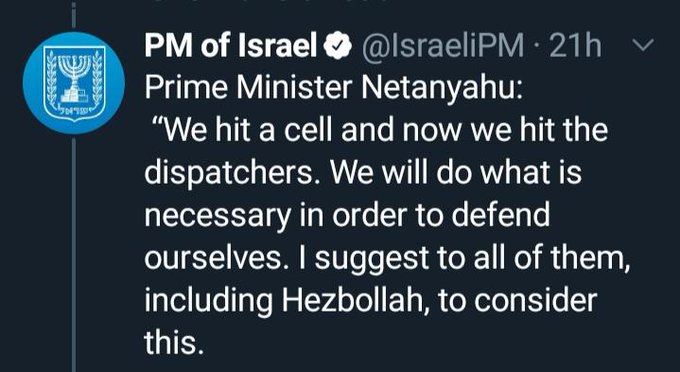 PM of Israel @IsraeliPM · 21h
Prime Minister Netanyahu:
“We hit a cell and now we hit the
dispatchers. We will do what is
necessary in order to defend
ourselves. I suggest to all of them,
including Hezbollah, to consider
this.